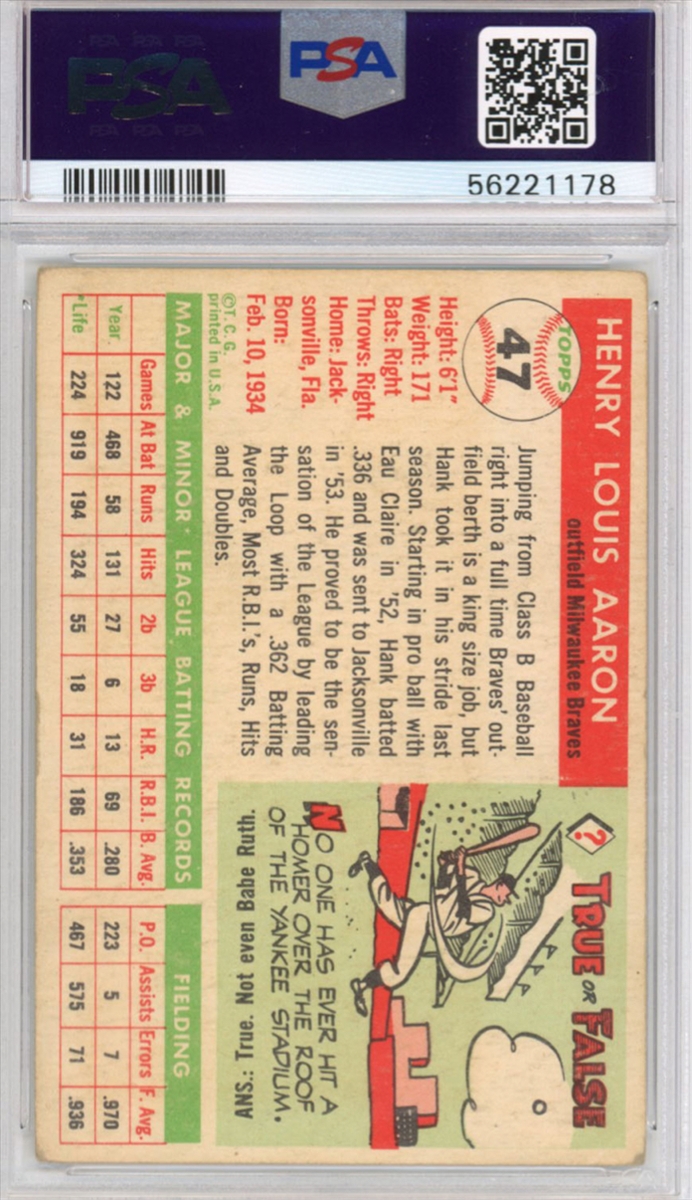 PSA PSA PSA
PSA
PSA PSA PSA
PSA
56221178
TOPPS
47
HENRY LOUIS AARON
outfield Milwaukee Braves
Height: 6'1"
Weight: 171
Bats: Right
Throws: Right
Home: Jack-
sonville, Fla.
Born:
Feb. 10, 1934
©T. C. G.
printed in U.S.A.
Jumping from Class B Baseball
right into a full time Braves' out-
field berth is a king size job, but
Hank took it in his stride last
season. Starting in pro ball with
Eau Claire in '52, Hank batted
.336 and was sent to Jacksonville
in '53. He proved to be the sen-
sation of the League by leading
the Loop with a .362 Batting
Average, Most R.B.I.'s, Runs, Hits
and Doubles.
? TRUE OR FALSE
NO ONE HAS EVER HIT A
HOMER OVER THE ROOF
OF THE YANKEE STADIUM.
ANS.: True. Not even Babe Ruth.
MAJOR & MINOR LEAGUE BATTING RECORDS FIELDING
Games At Bat Runs Hits 2b 3b H.R. R.B.I. B. Avg. P.O. Assists Errors F. Avg.
Year 122 468 58 131 27 6 13 69 .280 223 5 7 .970
*Life 224 919 194 324 55 18 31 186 .353 467 575 71 .936